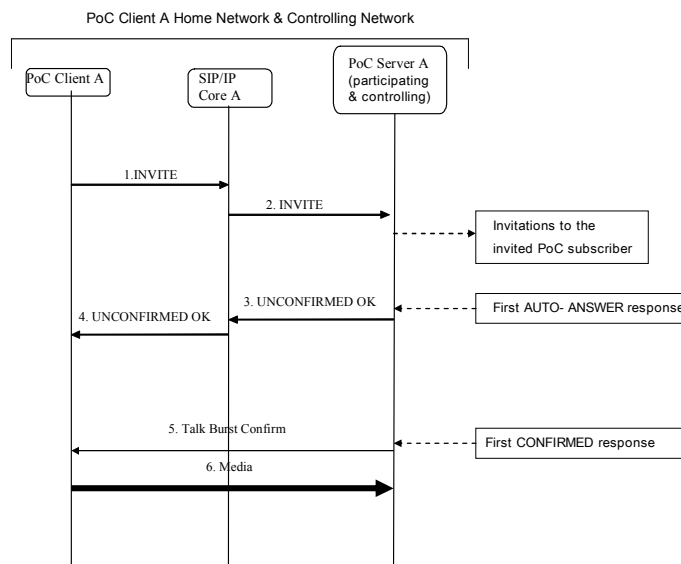 PoC Client A Home Network & Controlling Network
PoC Client A
SIP/IP
Core A
PoC Server A
(participating
& controlling)
1.INVITE
2. INVITE
Invitations to the
invited PoC subscriber
3. UNCONFIRMED OK
First AUTO- ANSWER response
4. UNCONFIRMED OK
5. Talk Burst Confirm
First CONFIRMED response
6. Media